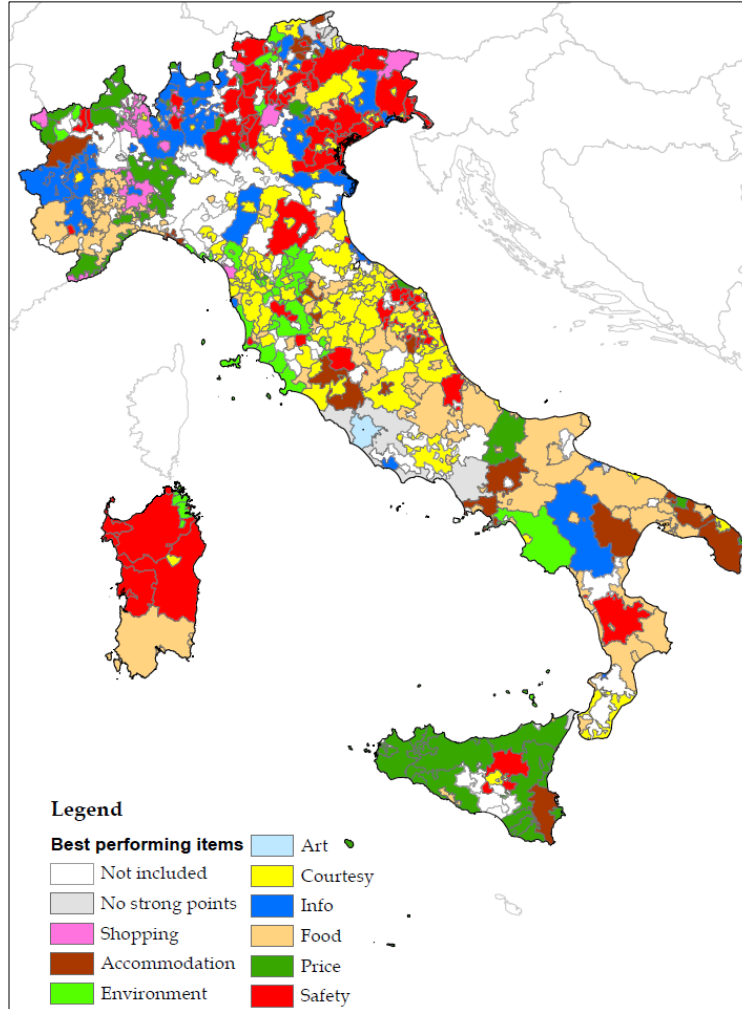 Legend
Best performing items
Not included
No strong points
Shopping
Accommodation
Environment
Art
Courtesy
Info
Food
Price
Safety